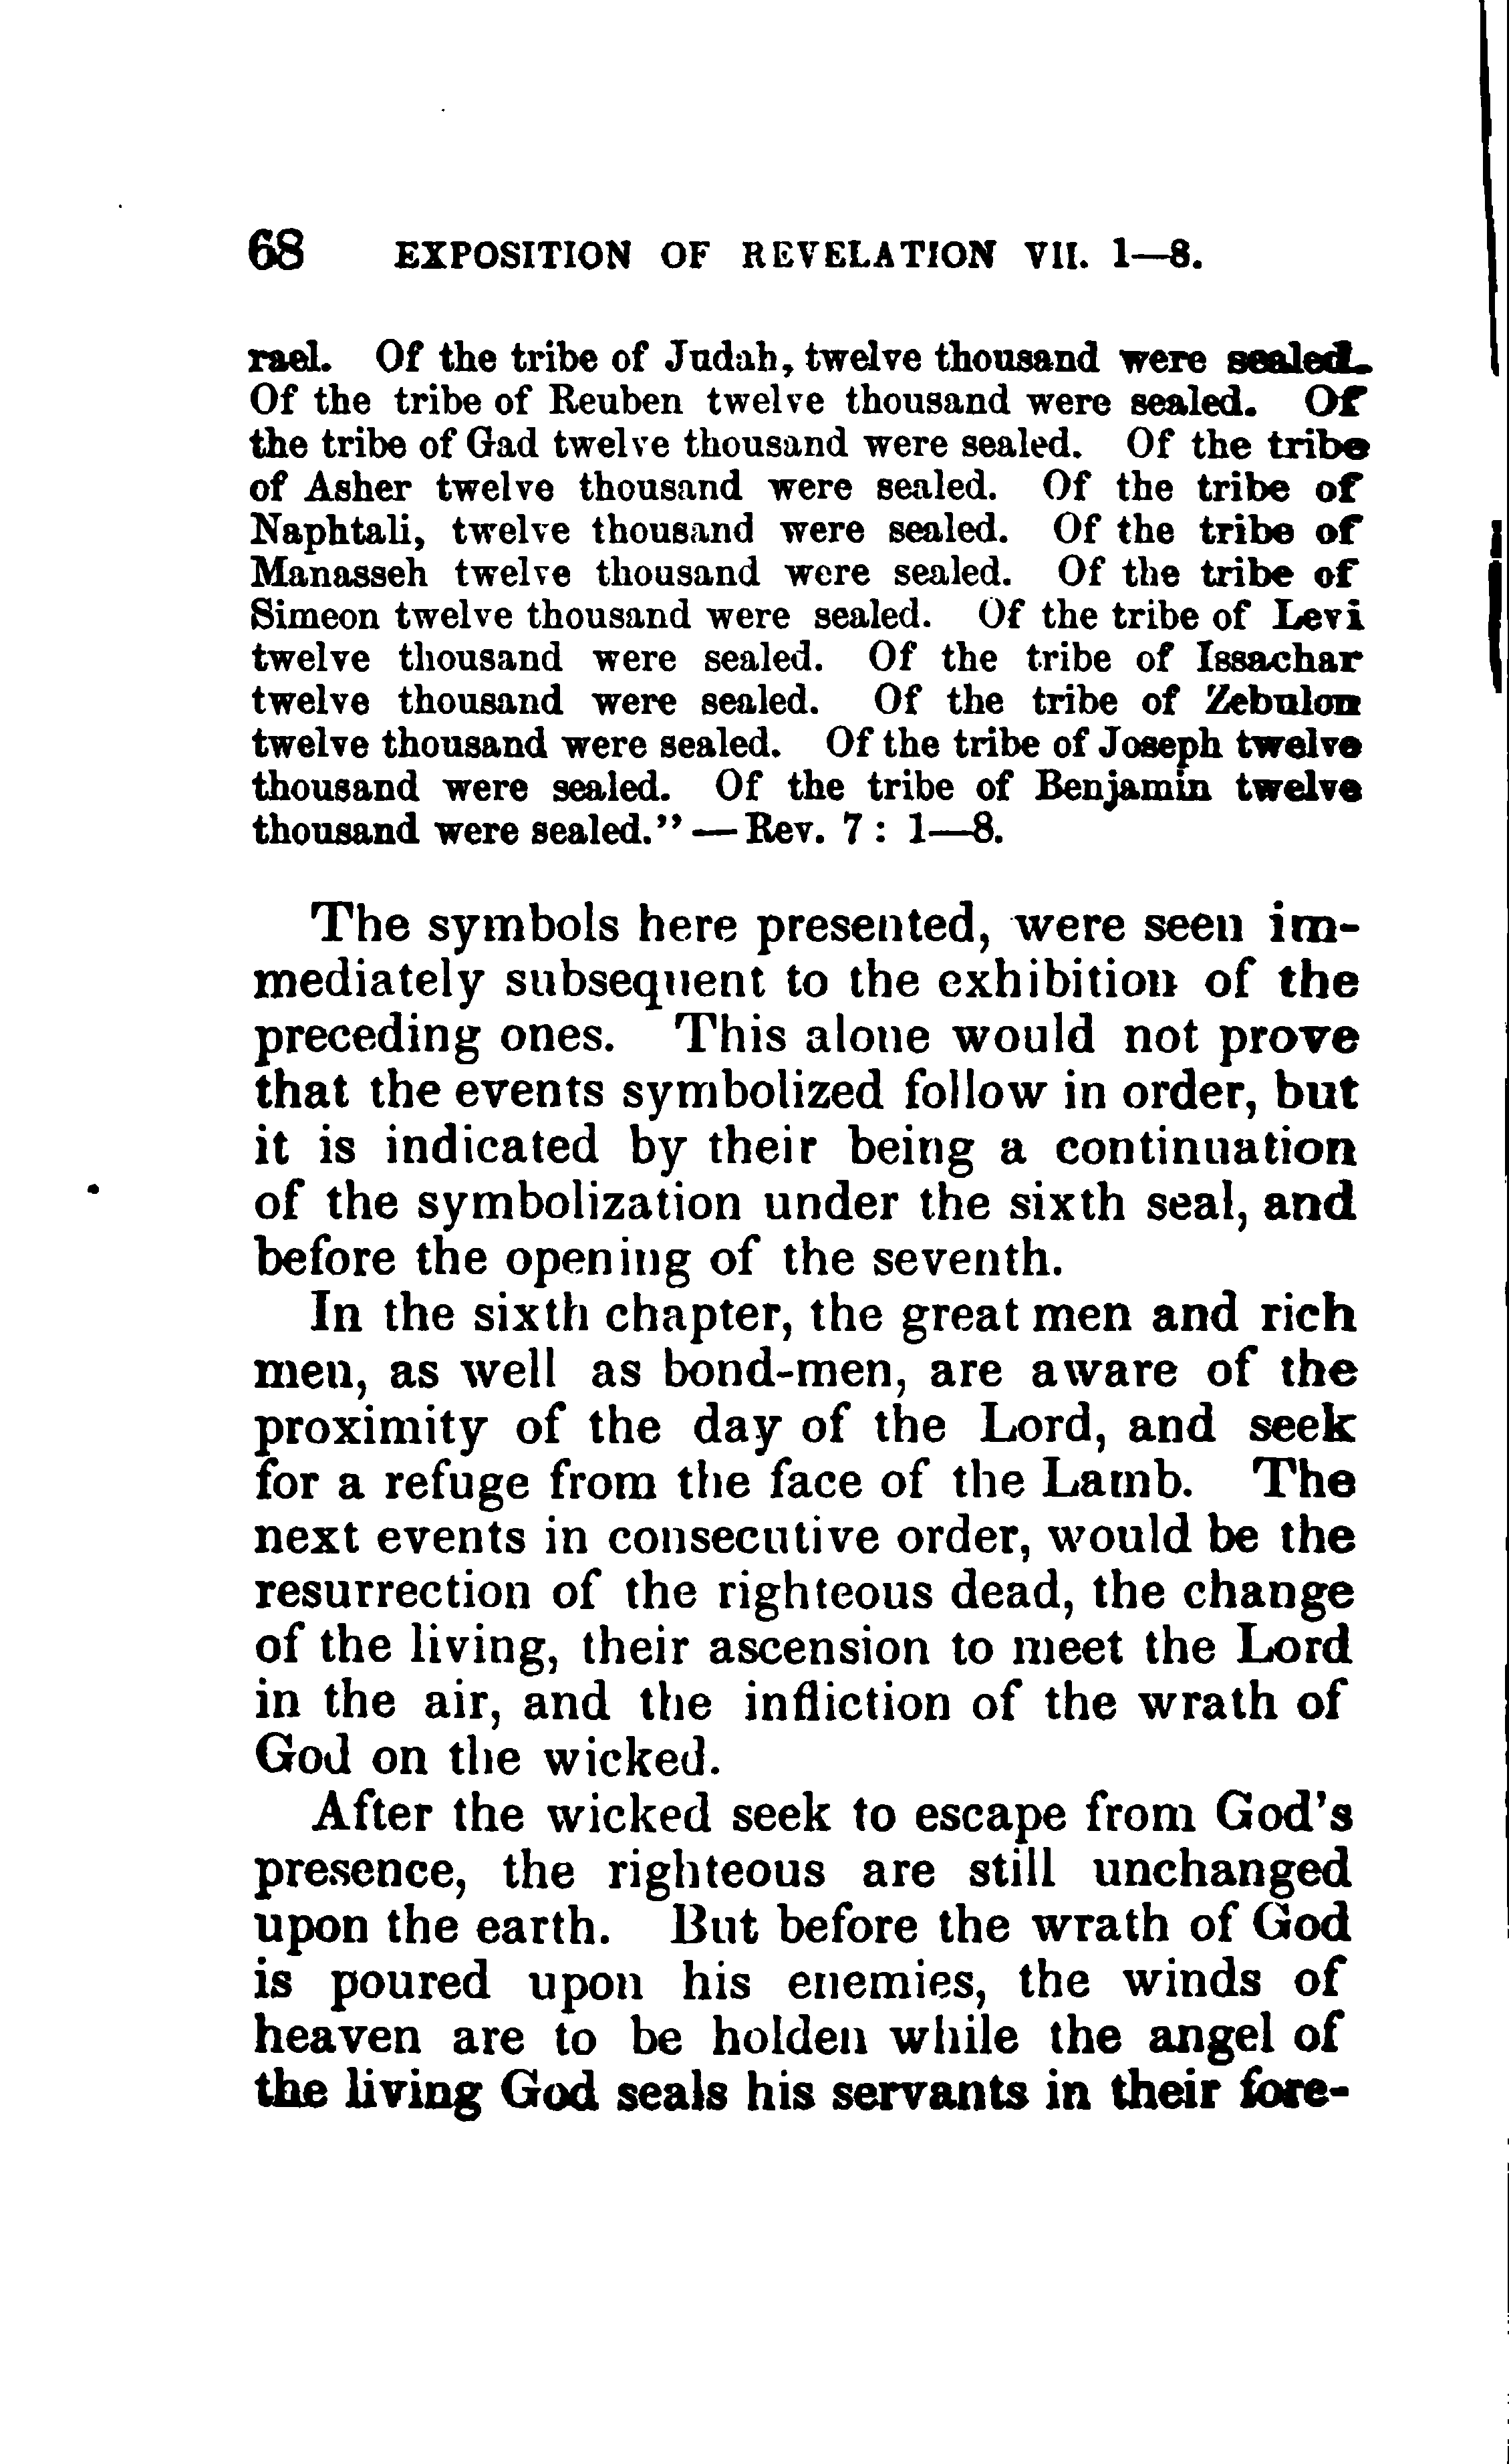 68 EXPOSITION OF REVELATION VII. 1—8.
rael. Of the tribe of Judah, twelve thousand were sealed.
Of the tribe of Reuben twelve thousand were sealed. Of
the tribe of Gad twelve thousand were sealed. Of the tribe
of Asher twelve thousand were sealed. Of the tribe of
Naphtali, twelve thousand were sealed. Of the tribe of
Manasseh twelve thousand were sealed. Of the tribe of
Simeon twelve thousand were sealed. Of the tribe of Levi
twelve thousand were sealed. Of the tribe of Issachar
twelve thousand were sealed. Of the tribe of Zebulon
twelve thousand were sealed. Of the tribe of Joseph twelve
thousand were sealed. Of the tribe of Benjamin twelve
thousand were sealed.” — Rev. 7 : 1—8.
The symbols here presented, were seen im-
mediately subsequent to the exhibition of the
preceding ones. This alone would not prove
that the events symbolized follow in order, but
it is indicated by their being a continuation
of the symbolization under the sixth seal, and
before the opening of the seventh.
In the sixth chapter, the great men and rich
men, as well as bond-men, are aware of the
proximity of the day of the Lord, and seek
for a refuge from the face of the Lamb. The
next events in consecutive order, would be the
resurrection of the righteous dead, the change
of the living, their ascension to meet the Lord
in the air, and the infliction of the wrath of
God on the wicked.
After the wicked seek to escape from God's
presence, the righteous are still unchanged
upon the earth. But before the wrath of God
is poured upon his enemies, the winds of
heaven are to be holden while the angel of
the living God seals his servants in their fore-